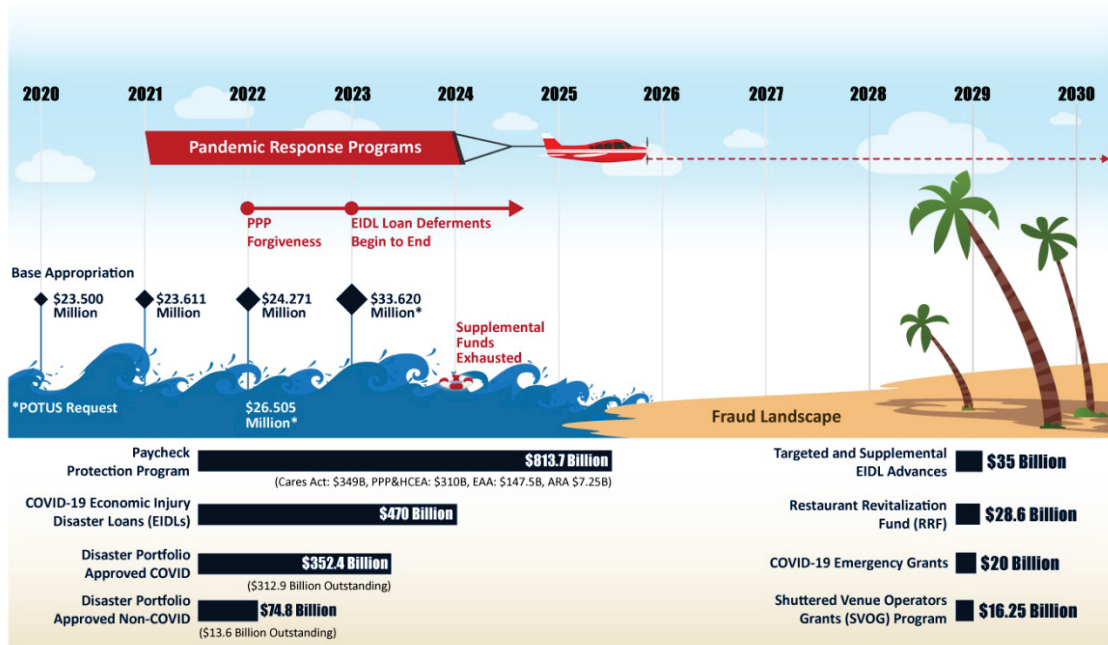 2020 2021 2022 2023 2024 2025 2026 2027 2028 2029 2030
Pandemic Response Programs
PPP
Forgiveness
EIDL Loan Deferments
Begin to End
Base Appropriation
$23.500
Million
$23.611
Million
$24.271
Million
$33.620
Million*
Supplemental
Funds
Exhausted
*POTUS Request
$26.505
Million*
Fraud Landscape
Paycheck
Protection Program
$813.7 Billion
(Cares Act: $349B, PPP&HCEA: $310B, EAA: $147.5B, ARA $7.25B)
COVID-19 Economic Injury
Disaster Loans (EIDLs)
$470 Billion
Disaster Portfolio
Approved COVID
$352.4 Billion
($312.9 Billion Outstanding)
Disaster Portfolio
Approved Non-COVID
$74.8 Billion
($13.6 Billion Outstanding)
Targeted and Supplemental
EIDL Advances
$35 Billion
Restaurant Revitalization
Fund (RRF)
$28.6 Billion
COVID-19 Emergency Grants
$20 Billion
Shuttered Venue Operators
Grants (SVOG) Program
$16.25 Billion